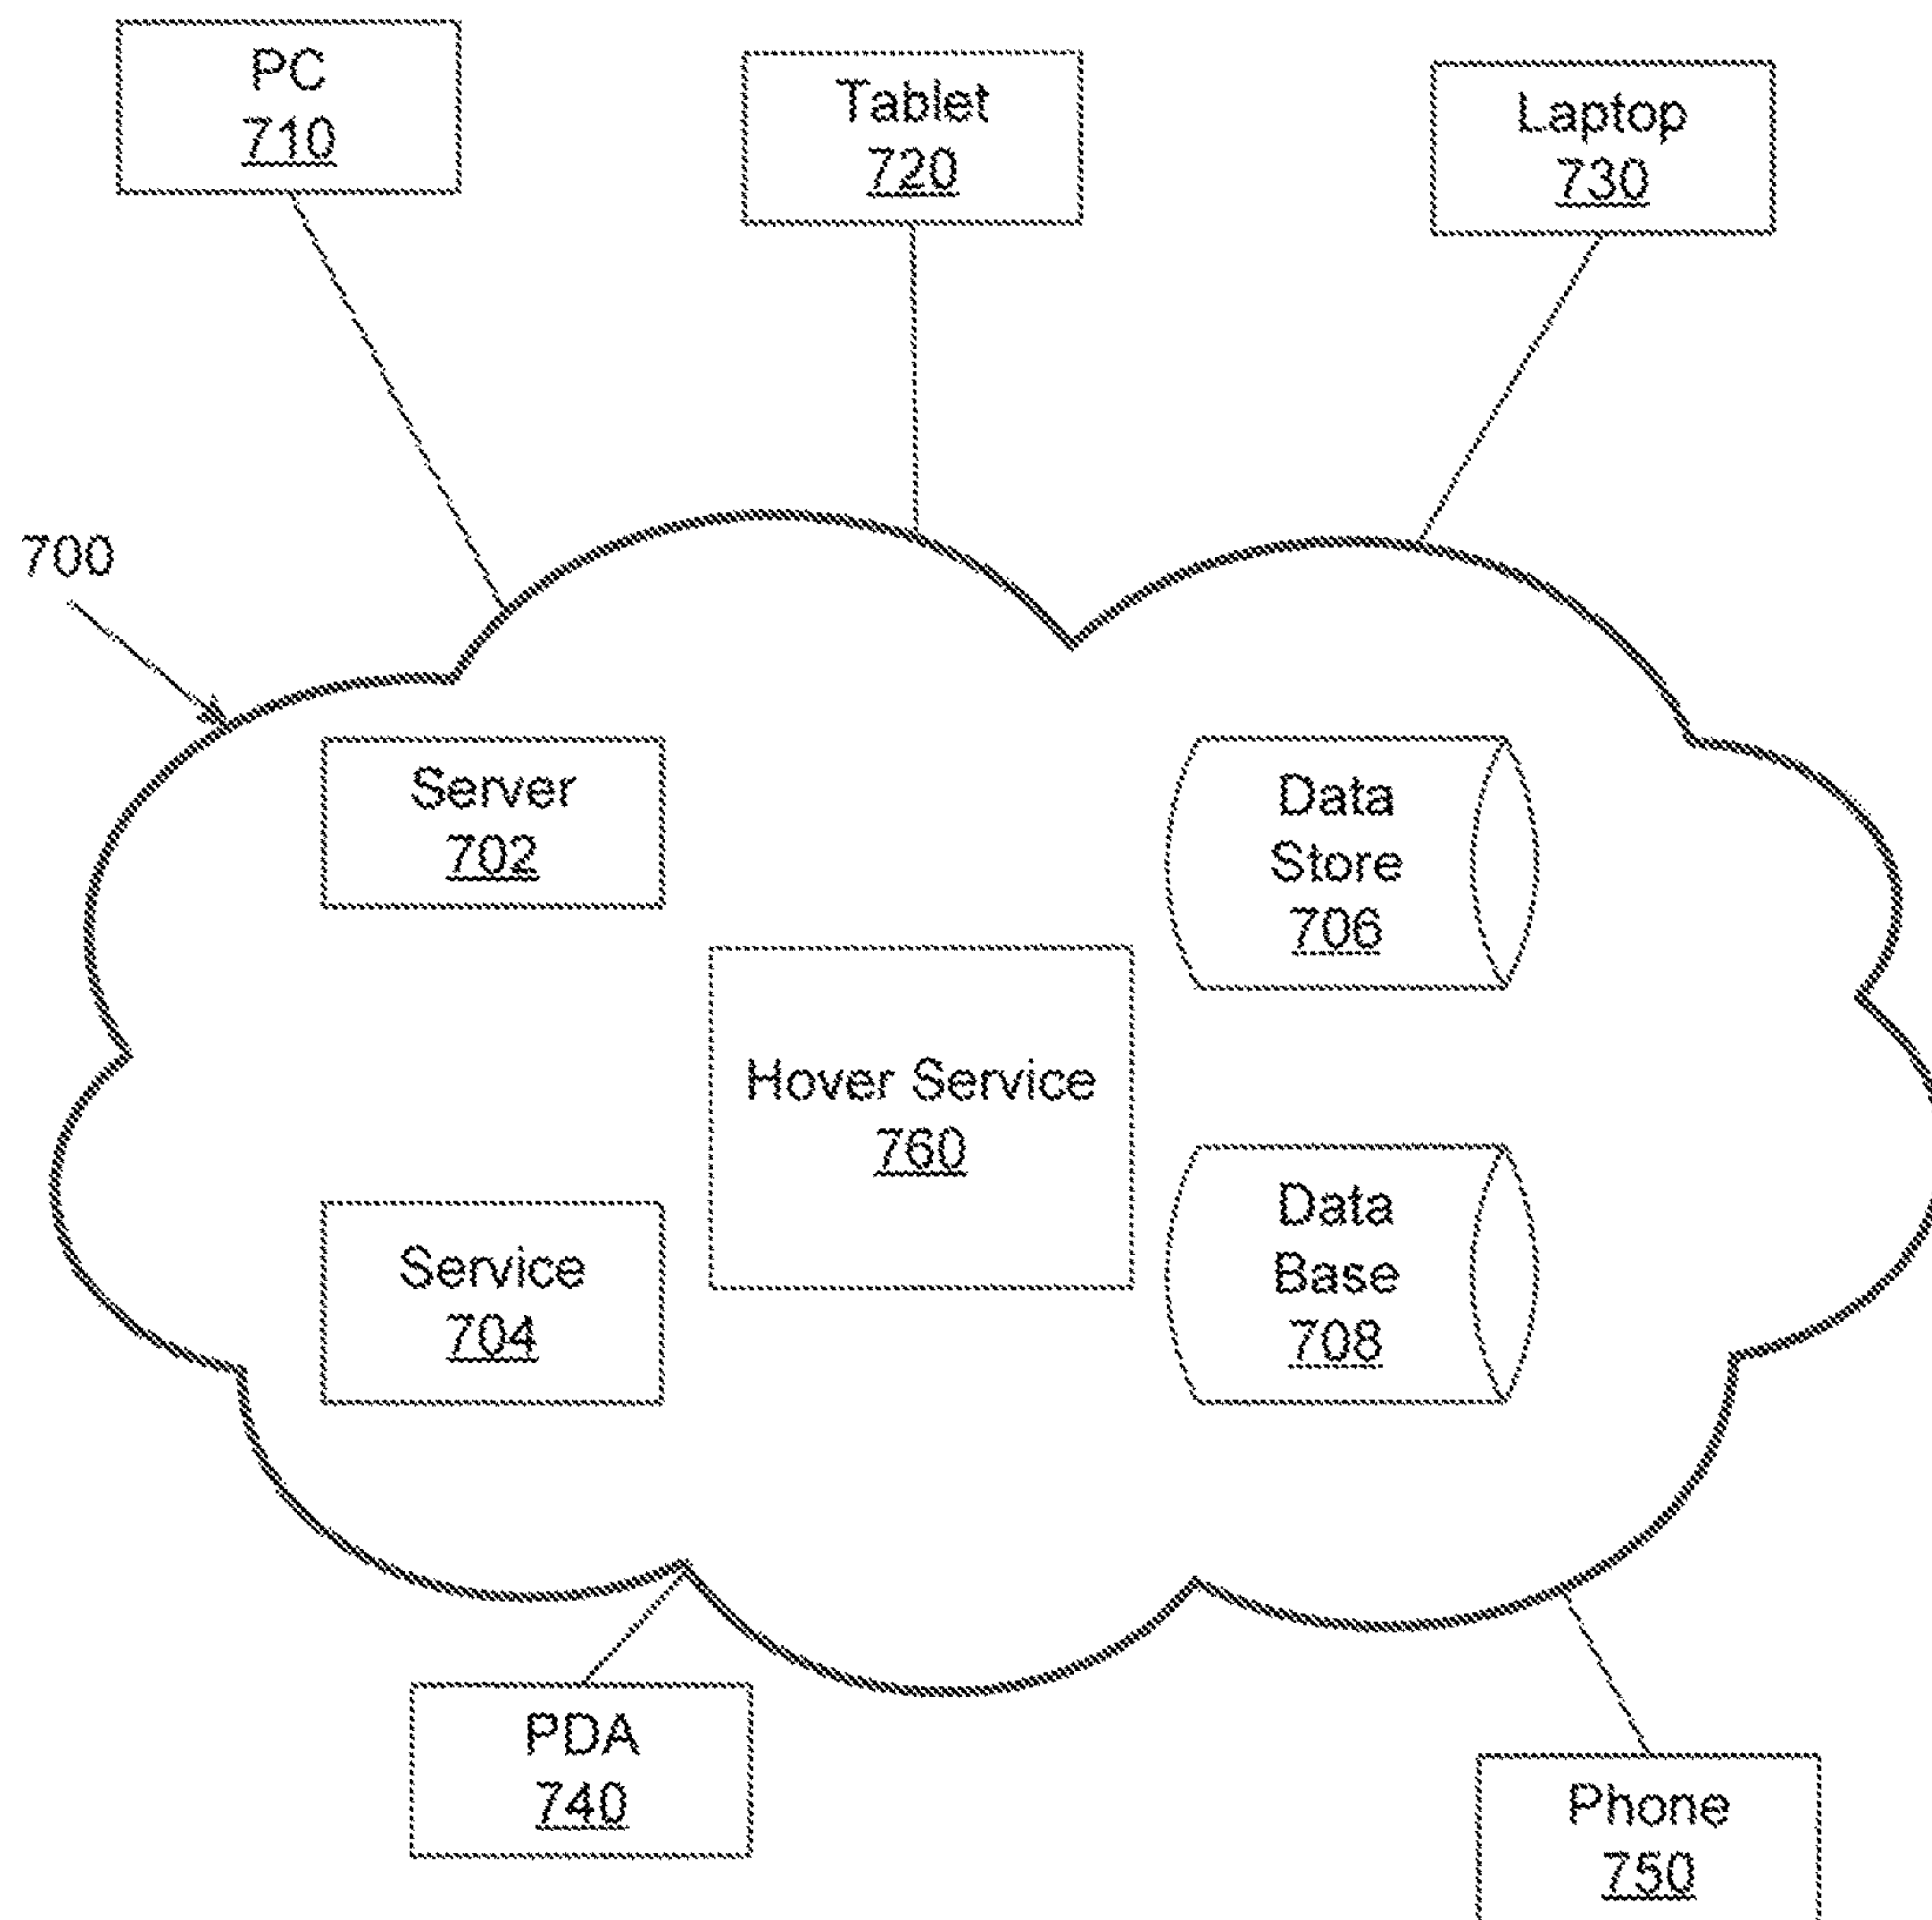 PC
710
Tablet
720
Laptop
730
700
Server
702
Data
Store
706
Hover Service
760
Service
704
Data
Base
708
PDA
740
Phone
750